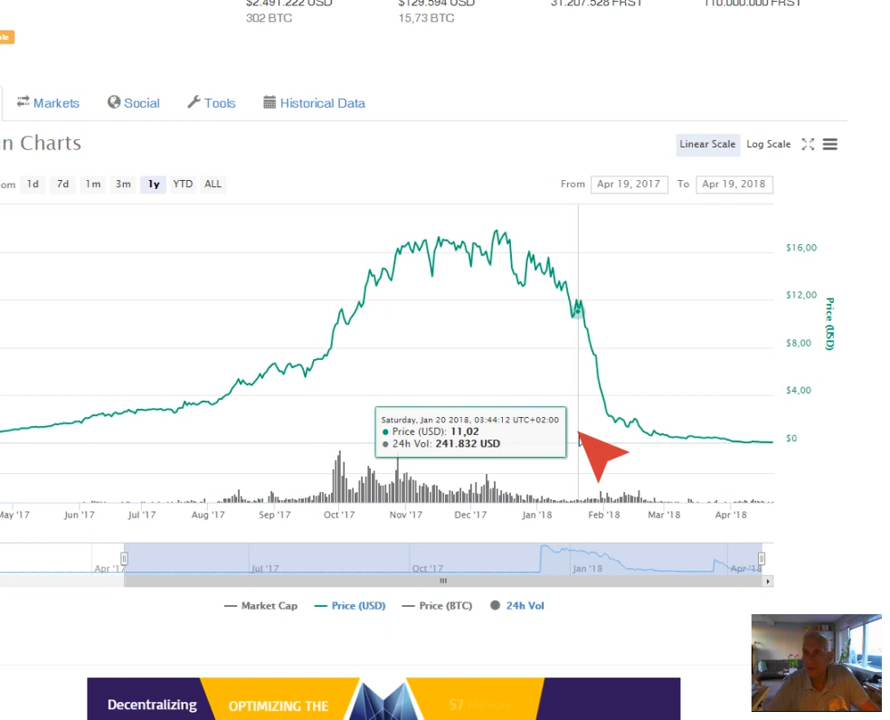 $2.491.222 USD $129.594 USD 31.207.528 FRST 110.000.000 FRST
302 BTC 15,73 BTC
Markets Social Tools Historical Data
n Charts
Linear Scale Log Scale
om 1d 7d 1m 3m 1y YTD ALL From Apr 19, 2017 To Apr 19, 2018
$16,00
$12,00
$8,00
$4,00
$0
Price (USD)
Saturday, Jan 20 2018, 03:44:12 UTC+02:00
Price (USD): 11,02
24h Vol: 241.832 USD
May '17 Jun '17 Jul '17 Aug '17 Sep '17 Oct '17 Nov '17 Dec '17 Jan '18 Feb '18 Mar '18 Apr '18
Apr '17 Jul '17 Oct '17 Jan '18 Apr '18
Market Cap Price (USD) Price (BTC) 24h Vol
Decentralizing OPTIMIZING THE $7 Million